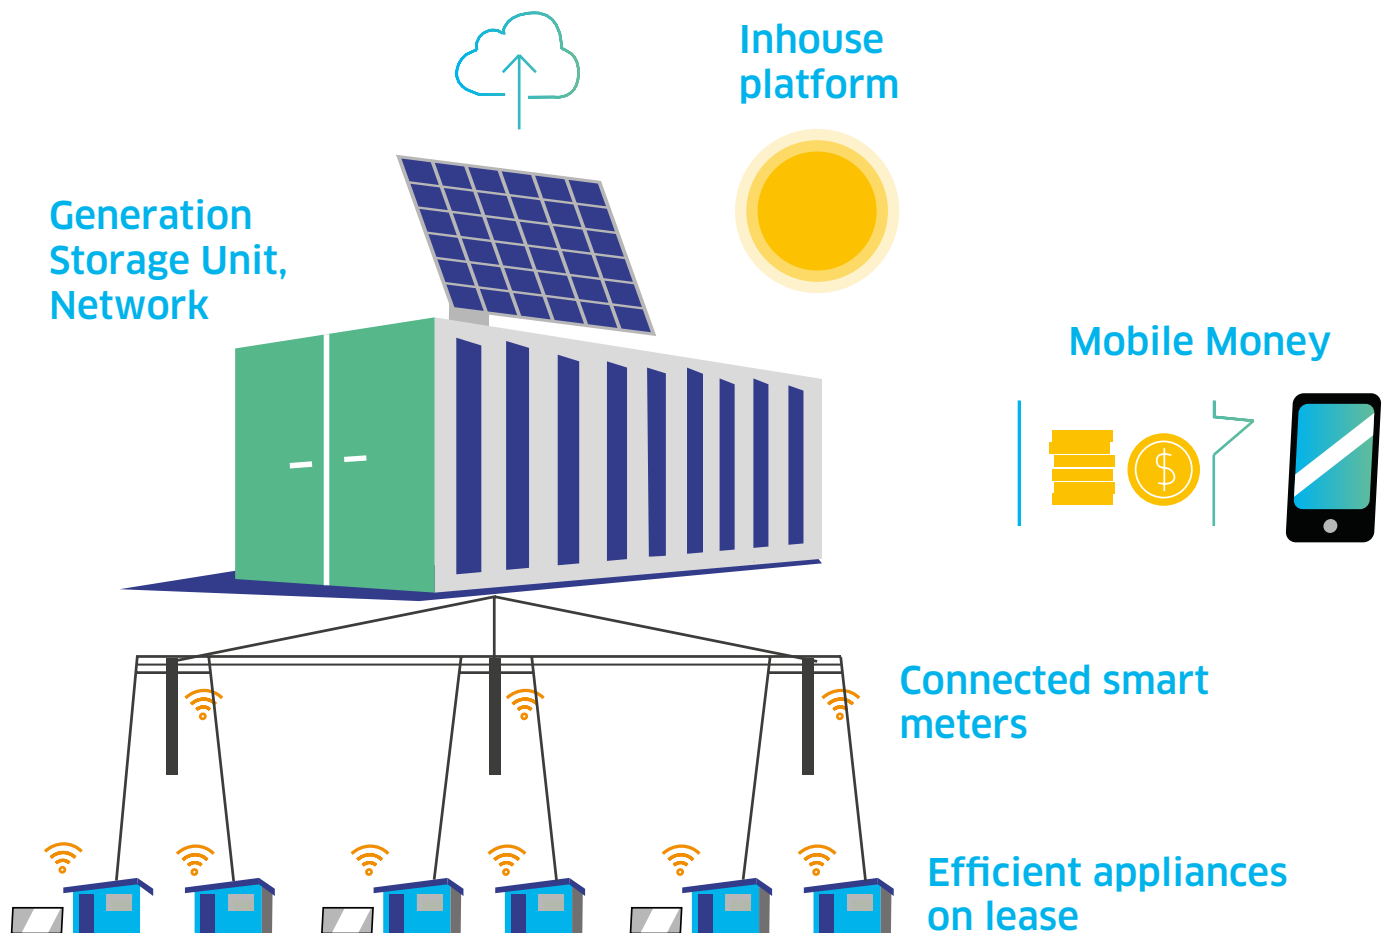 Inhouse
platform
Generation
Storage Unit,
Network
Mobile Money
$
Connected smart
meters
Efficient appliances
on lease